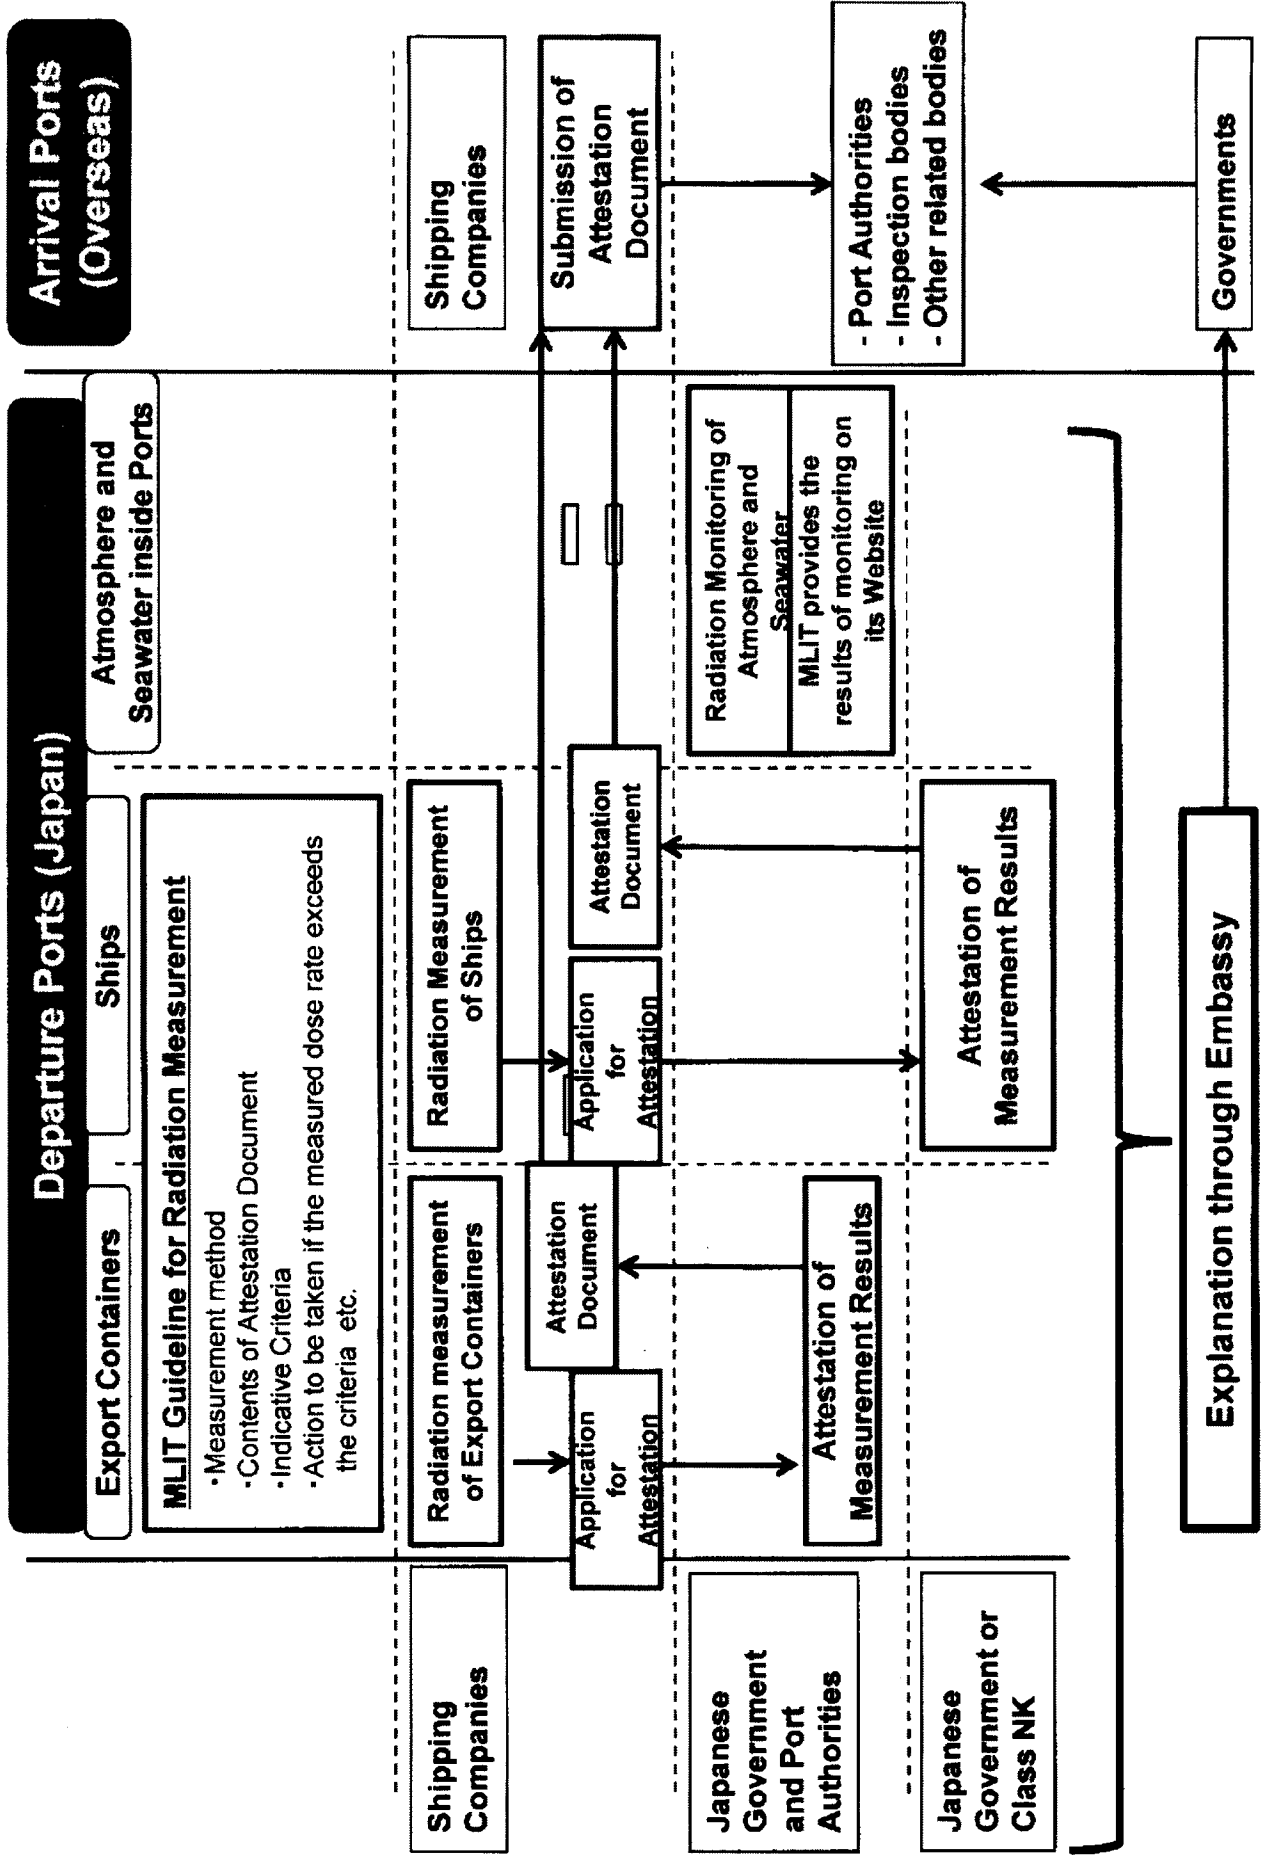 Departure Ports (Japan)
Arrival Ports
(Overseas)
Export Containers
Ships
Atmosphere and
Seawater inside Ports
MLIT Guideline for Radiation Measurement
・Measurement method
・Contents of Attestation Document
・Indicative Criteria
・Action to be taken if the measured dose rate exceeds
the criteria etc.
Shipping
Companies
Radiation measurement
of Export Containers
Radiation Measurement
of Ships
Shipping
Companies
Application
for
Attestation
Attestation
Document
Application
for
Attestation
Attestation
Document
Submission of
Attestation
Document
Japanese
Government
and Port
Authorities
Attestation of
Measurement Results
Radiation Monitoring of
Atmosphere and
Seawater
MLIT provides the
results of monitoring on
its Website
- Port Authorities
- Inspection bodies
- Other related bodies
Japanese
Government or
Class NK
Attestation of
Measurement Results
Explanation through Embassy
Governments